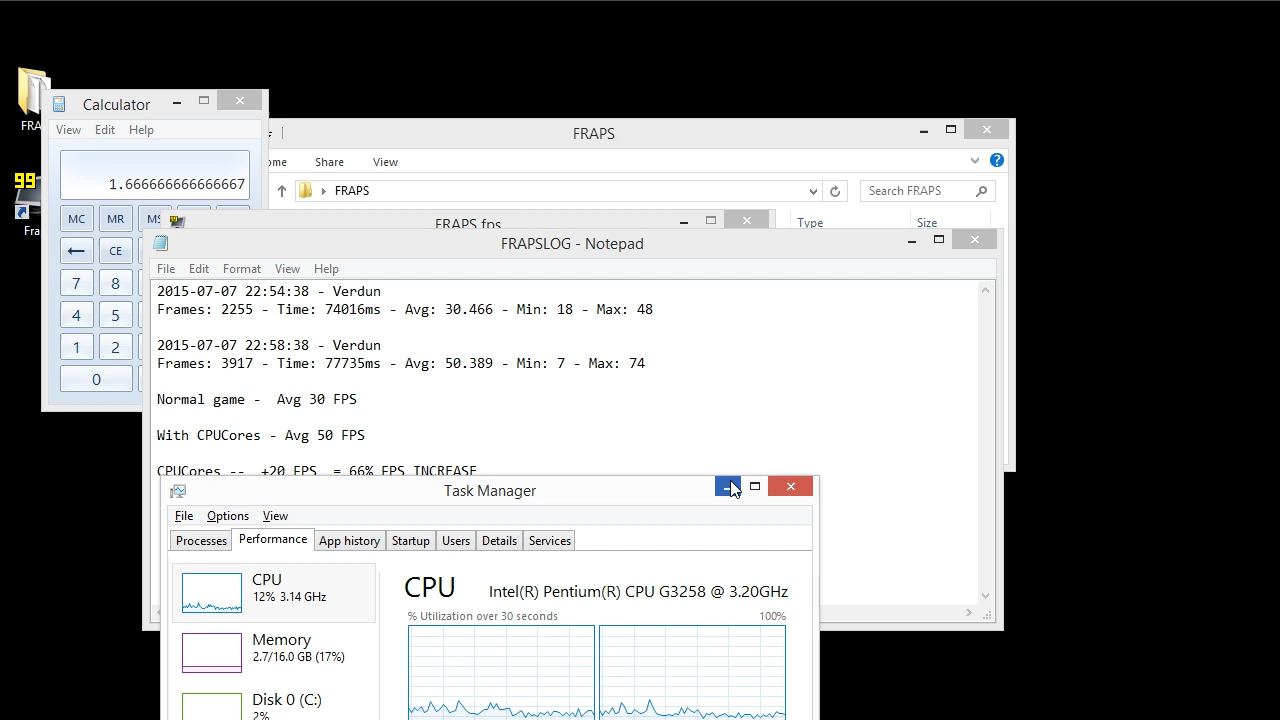 FRA
99
Fra
Calculator
View Edit Help
1.666666666666667
MC MR MS
← CE
7 8
4 5
1 2
0
FRAPS
ome Share View
FRAPS
Search FRAPS
Type Size
FRAPS fps
FRAPSLOG - Notepad
File Edit Format View Help
2015-07-07 22:54:38 - Verdun
Frames: 2255 - Time: 74016ms - Avg: 30.466 - Min: 18 - Max: 48
2015-07-07 22:58:38 - Verdun
Frames: 3917 - Time: 77735ms - Avg: 50.389 - Min: 7 - Max: 74
Normal game -  Avg 30 FPS
With CPUCores - Avg 50 FPS
CPUCores --  +20 FPS  = 66% FPS INCREASE
Task Manager
File Options View
Processes Performance App history Startup Users Details Services
CPU
12% 3.14 GHz
Memory
2.7/16.0 GB (17%)
Disk 0 (C:)
2%
CPU Intel(R) Pentium(R) CPU G3258 @ 3.20GHz
% Utilization over 30 seconds 100%